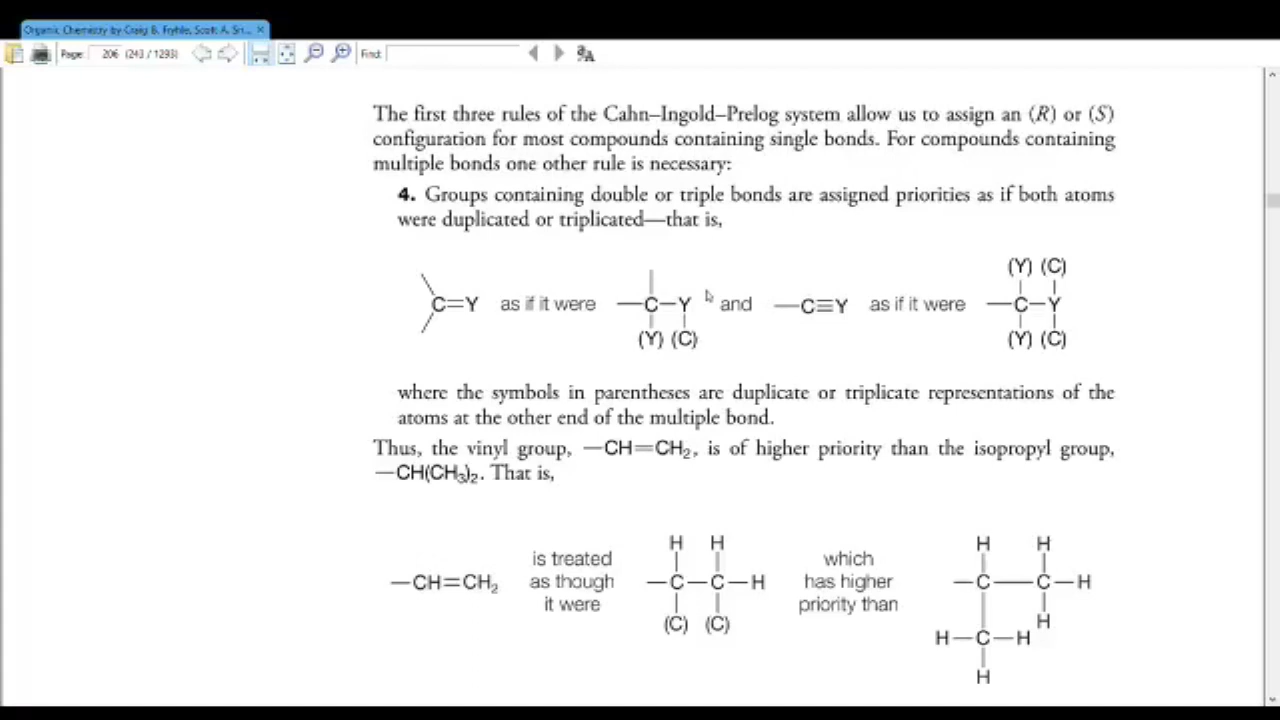 Organic Chemistry by Craig B. Fryhle, Scott A. Sn... ×
Page: 206 (243 / 1293) Find:
The first three rules of the Cahn–Ingold–Prelog system allow us to assign an (R) or (S)
configuration for most compounds containing single bonds. For compounds containing
multiple bonds one other rule is necessary:
4. Groups containing double or triple bonds are assigned priorities as if both atoms
were duplicated or triplicated—that is,
(Y) (C)
C=Y as if it were —C—Y and —C≡Y as if it were —C—Y
(Y) (C) (Y) (C)
where the symbols in parentheses are duplicate or triplicate representations of the
atoms at the other end of the multiple bond.
Thus, the vinyl group, —CH=CH₂, is of higher priority than the isopropyl group,
—CH(CH₃)₂. That is,
H H H H
is treated which
—CH=CH₂ as though —C—C—H has higher —C—C—H
it were priority than
(C) (C) H
H—C—H
H